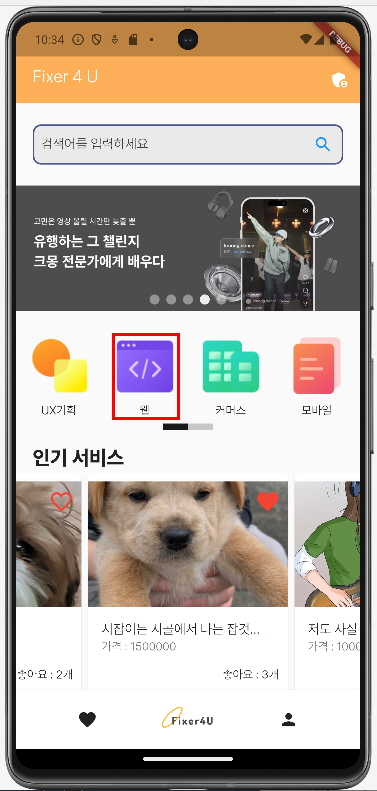 10:34
DEBUG
Fixer 4 U
검색어를 입력하세요
고민은 영상 올릴 시간만 늦출 뿐
유행하는 그 챌린지
크몽 전문가에게 배우다
UX기획
웹
커머스
모바일
인기 서비스
시잡이는 시골에서 나는 잡것...
가격 : 1500000
좋아요 : 3개
좋아요 : 2개
저도 사실
가격 : 1000
Fixer4U